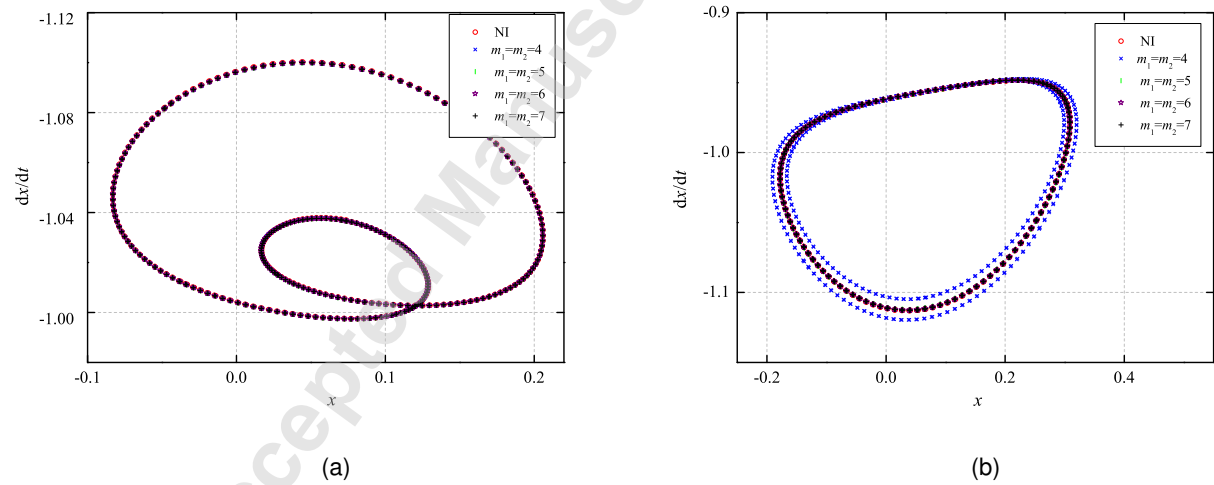 -1.12
-1.08
-1.04
-1.00
-0.1
0.0
0.1
0.2
dx/dt
x
NI
m1=m2=4
m1=m2=5
m1=m2=6
m1=m2=7
(a)
-0.9
-1.0
-1.1
-0.2
0.0
0.2
0.4
dx/dt
x
NI
m1=m2=4
m1=m2=5
m1=m2=6
m1=m2=7
(b)
cepted Manusc